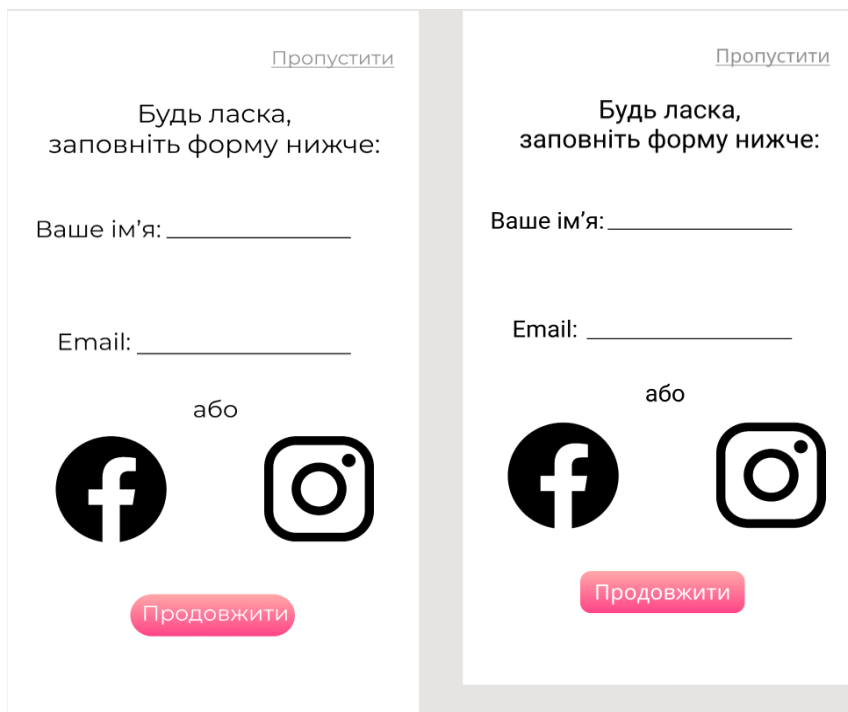 Пропустити
Будь ласка,
заповніть форму нижче:
Ваше ім’я:
Email:
або
Продовжити
Пропустити
Будь ласка,
заповніть форму нижче:
Ваше ім’я:
Email:
або
Продовжити